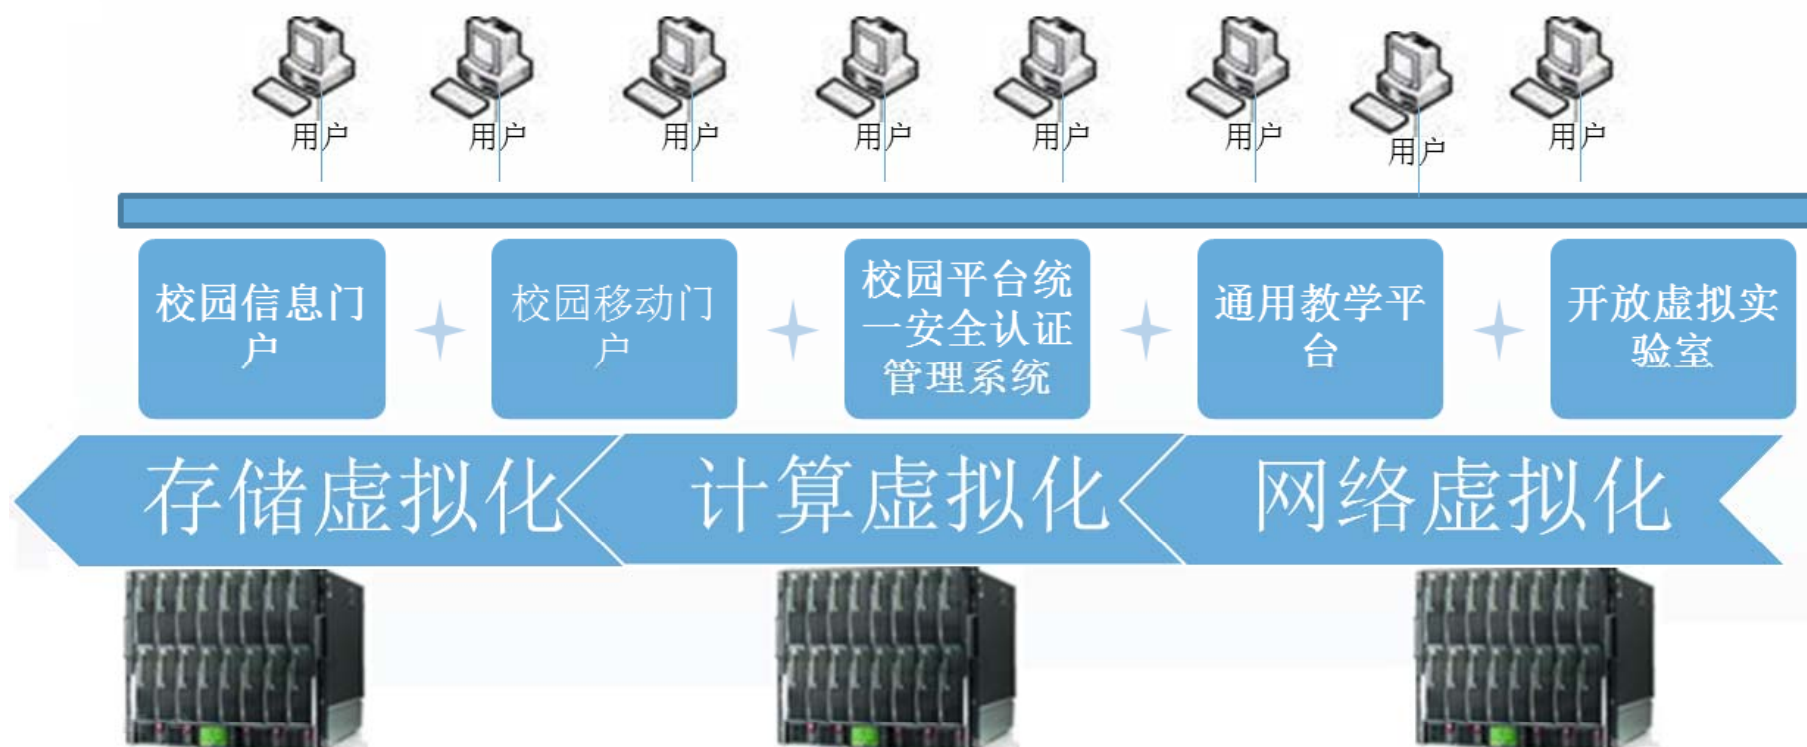 用户
用户
用户
用户
用户
用户
用户
用户
校园信息门
户
校园移动门
户
校园平台统
一安全认证
管理系统
通用教学平
台
开放虚拟实
验室
存储虚拟化
计算虚拟化
网络虚拟化